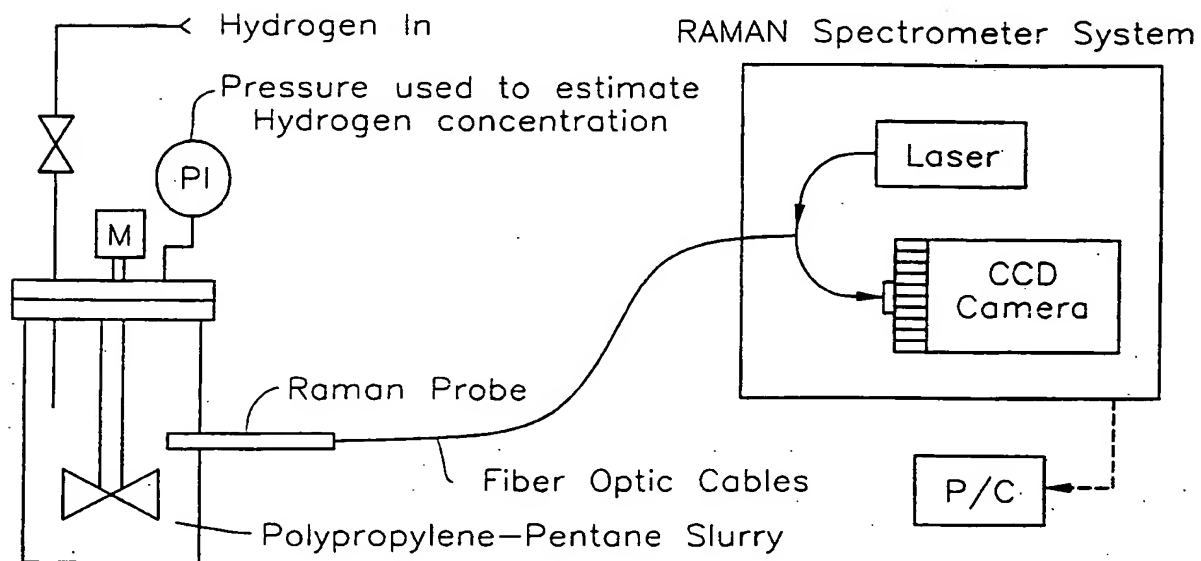 Hydrogen In
RAMAN Spectrometer System
Pressure used to estimate
Hydrogen concentration
PI
M
Laser
CCD
Camera
Raman Probe
Fiber Optic Cables
P/C
Polypropylene-Pentane Slurry